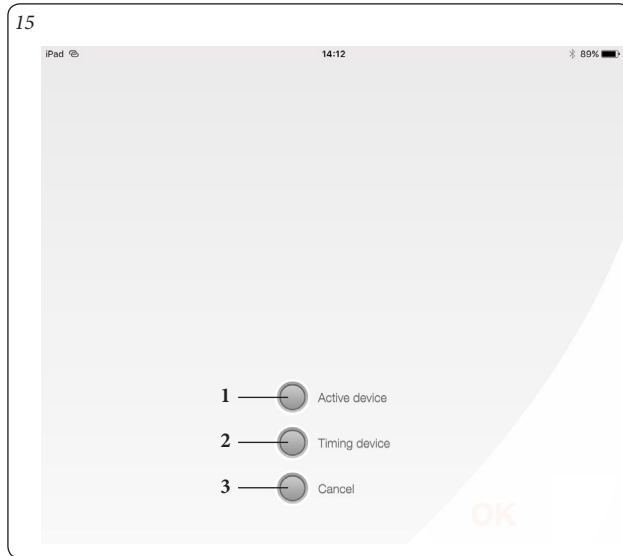 15
iPad 14:12 89%
1 Active device
2 Timing device
3 Cancel
OK